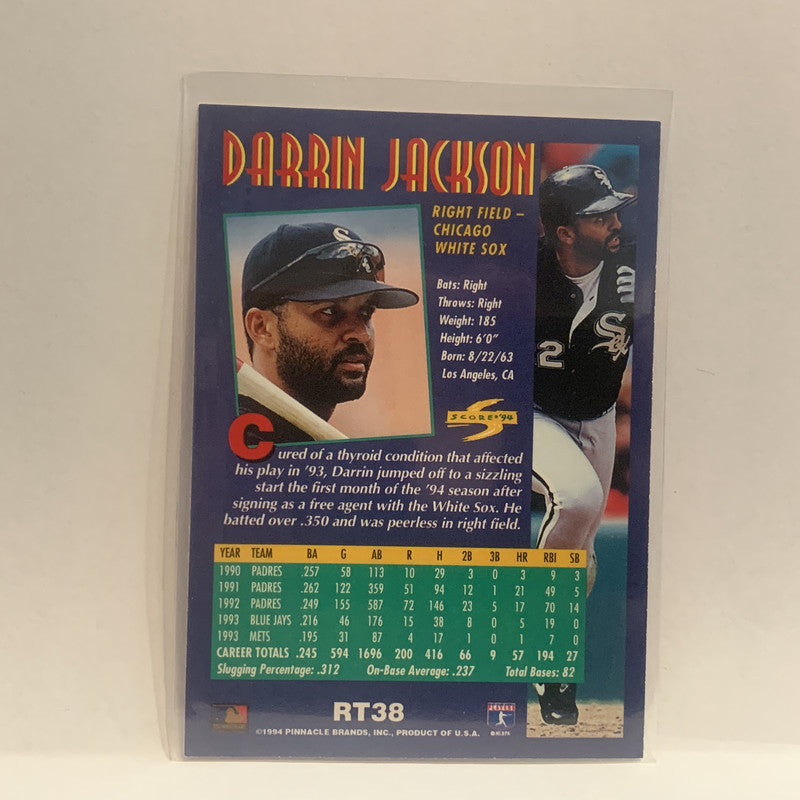 DARRIN JACKSON
RIGHT FIELD –
CHICAGO
WHITE SOX
Bats: Right
Throws: Right
Weight: 185
Height: 6'0"
Born: 8/22/63
Los Angeles, CA
SCORE '94
Cured of a thyroid condition that affected
his play in '93, Darrin jumped off to a sizzling
start the first month of the '94 season after
signing as a free agent with the White Sox. He
batted over .350 and was peerless in right field.
YEAR TEAM BA G AB R H 2B 3B HR RBI SB
1990 PADRES .257 58 113 10 29 3 0 3 9 3
1991 PADRES .262 122 359 51 94 12 1 21 49 5
1992 PADRES .249 155 587 72 146 23 5 17 70 14
1993 BLUE JAYS .216 46 176 15 38 8 0 5 19 0
1993 METS .195 31 87 4 17 1 0 1 7 0
CAREER TOTALS .245 594 1696 200 416 66 9 57 194 27
Slugging Percentage: .312 On-Base Average: .237 Total Bases: 82
RT38
PLAYERS
©MLBPA
©1994 PINNACLE BRANDS, INC., PRODUCT OF U.S.A.
Sox
2